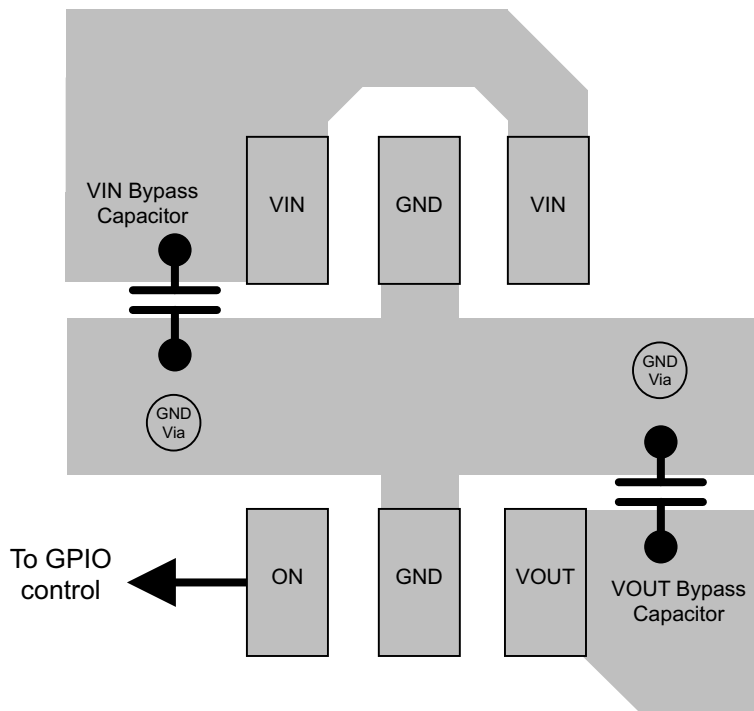 VIN Bypass
Capacitor
VIN
GND
VIN
GND
Via
GND
Via
To GPIO
control
ON
GND
VOUT
VOUT Bypass
Capacitor